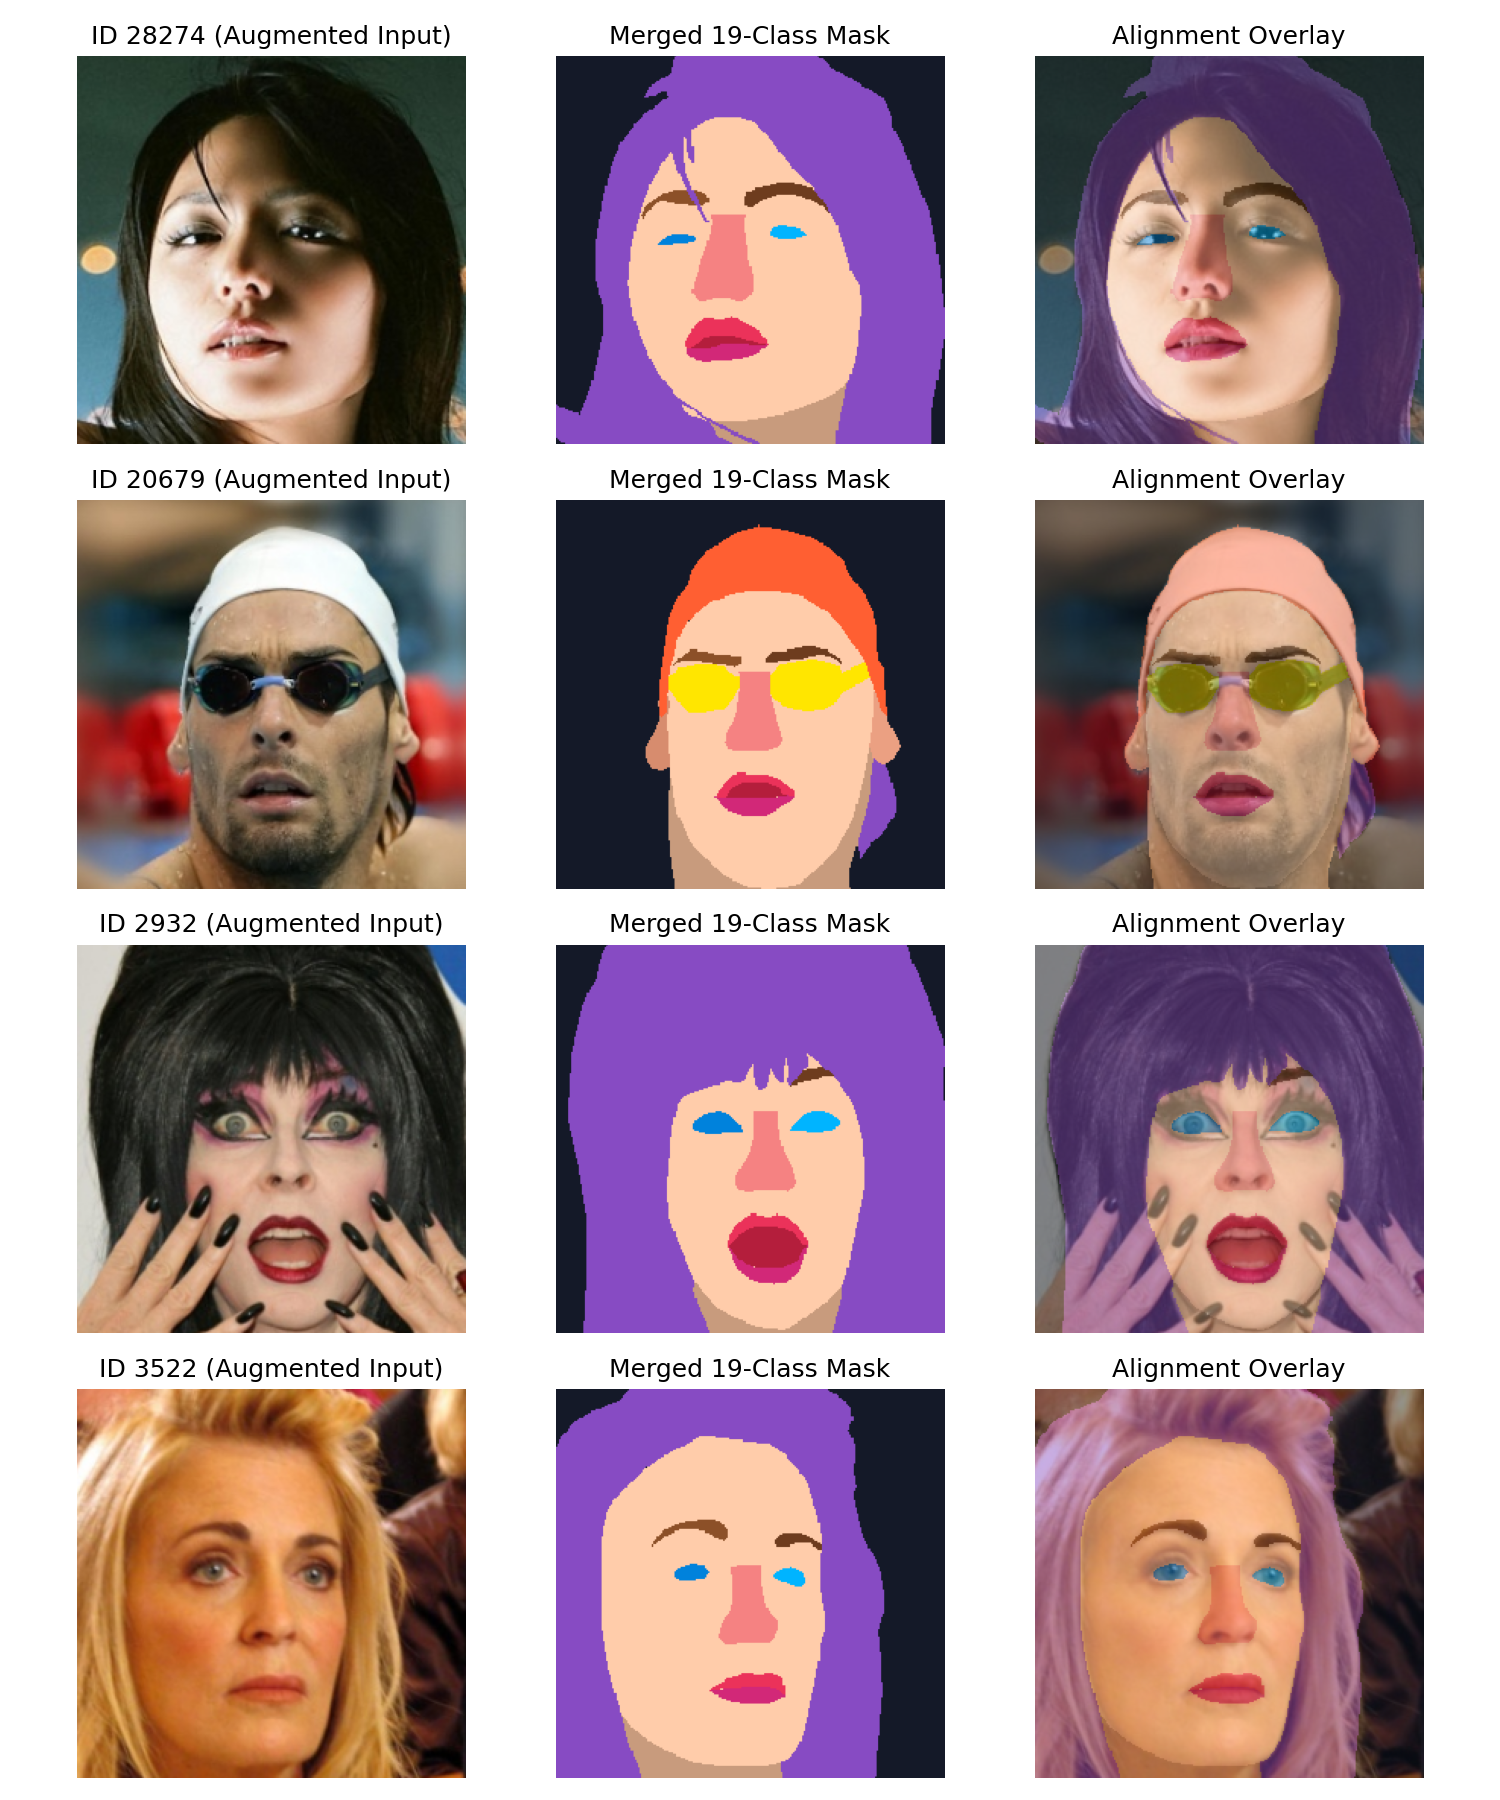 ID 28274 (Augmented Input) Merged 19-Class Mask Alignment Overlay
ID 20679 (Augmented Input) Merged 19-Class Mask Alignment Overlay
ID 2932 (Augmented Input) Merged 19-Class Mask Alignment Overlay
ID 3522 (Augmented Input) Merged 19-Class Mask Alignment Overlay